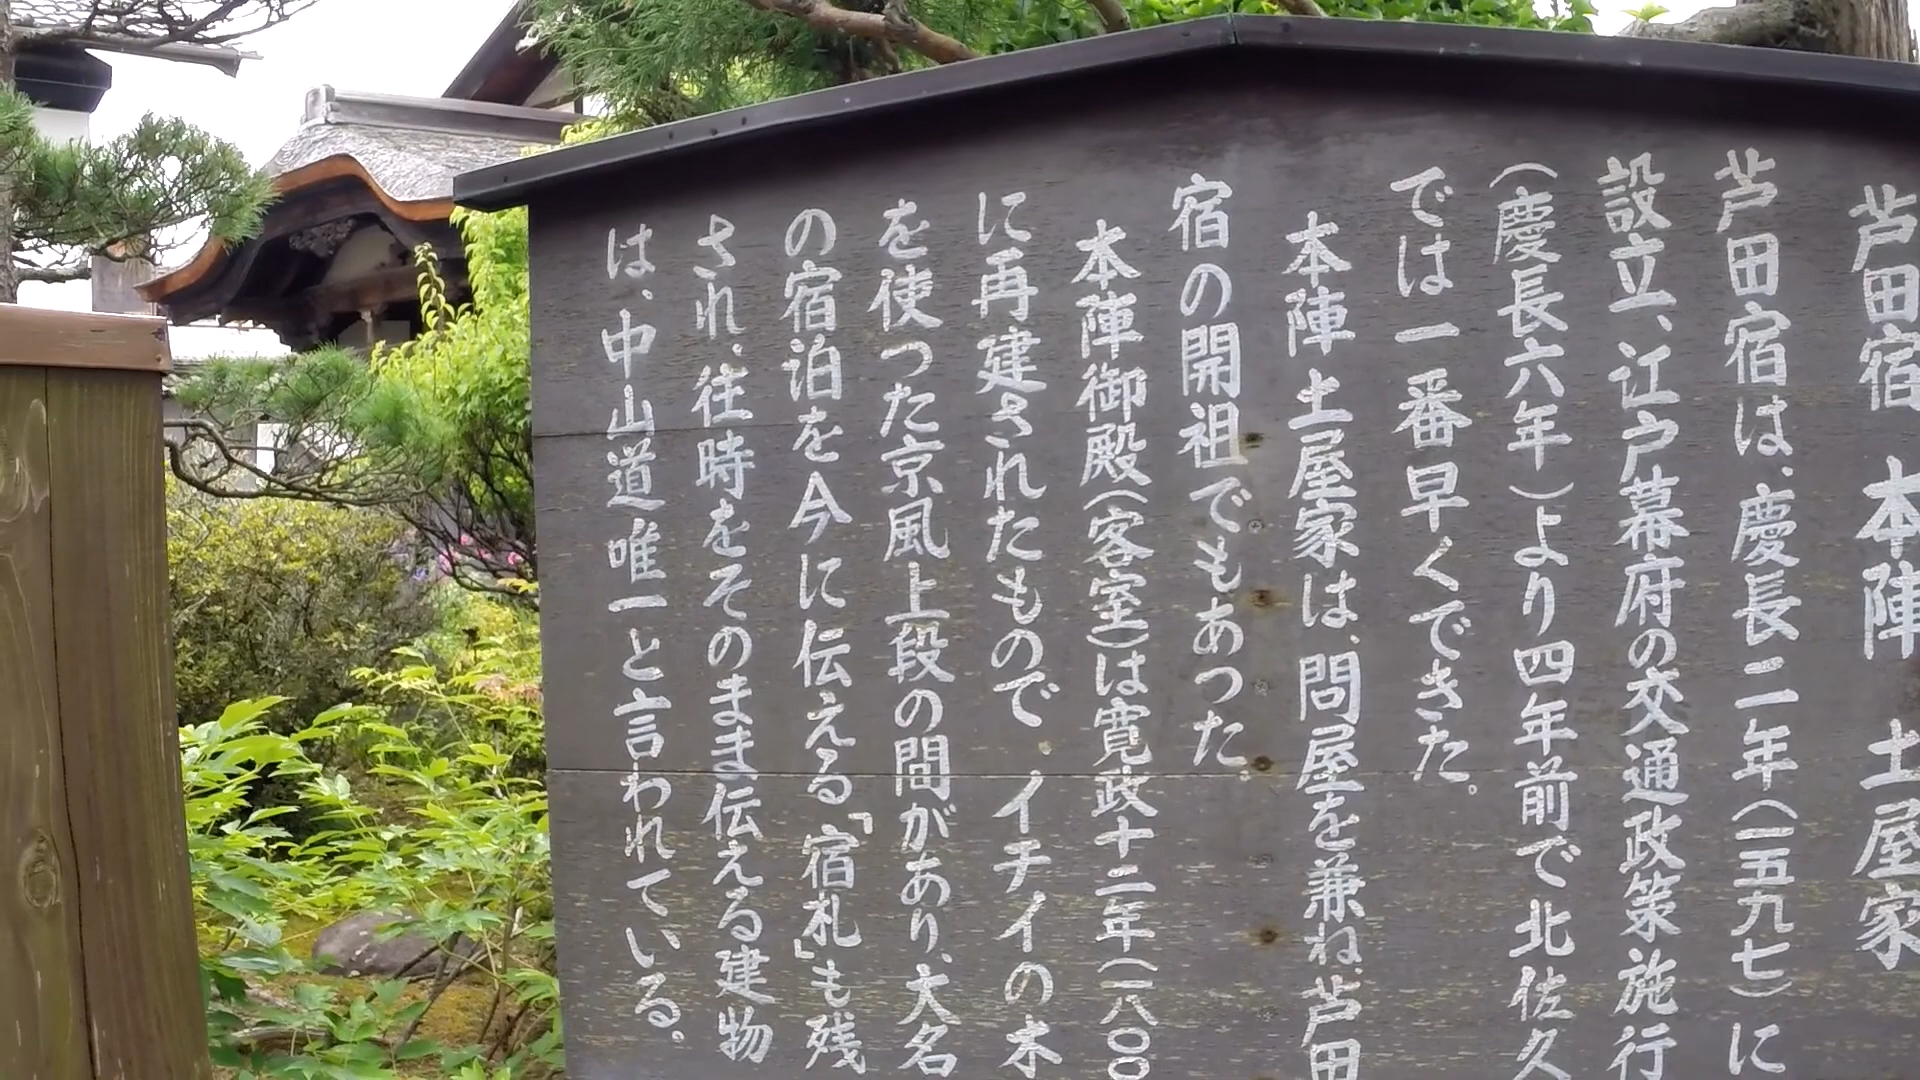 芦田宿 本陣 土屋家
芦田宿は、慶長二年(一五九七)に
設立、江戸幕府の交通政策施行
(慶長六年)より四年前で北佐久
では一番早くできた。
本陣土屋家は、問屋を兼ね、芦田
宿の開祖でもあった。
本陣御殿(客室)は寛政十二年(一八〇〇
に再建されたもので、イチイの木
を使った京風上段の間があり、大名
の宿泊を今に伝える「宿札」も残
され、往時をそのまま伝える建物
は、中山道唯一と言われている。